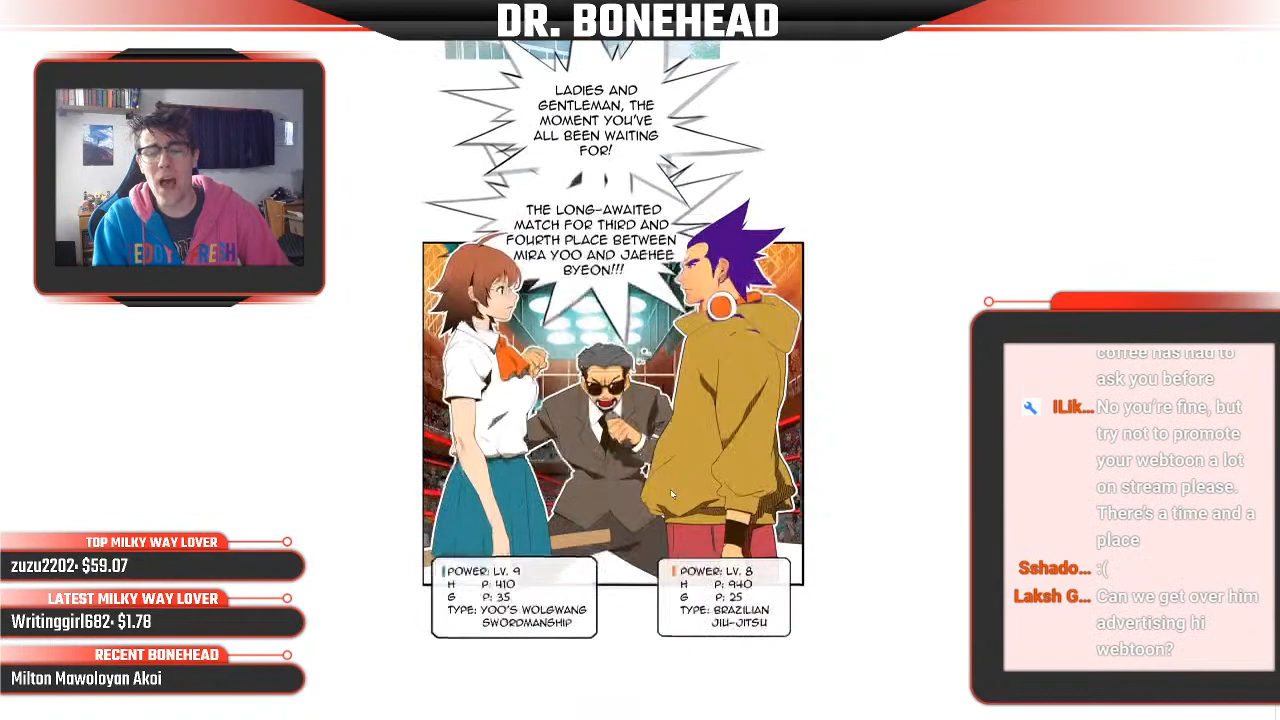 DR. BONEHEAD
LADIES AND
GENTLEMAN, THE
MOMENT YOU'VE
ALL BEEN WAITING
FOR!
THE LONG-AWAITED
MATCH FOR THIRD AND
FOURTH PLACE BETWEEN
MIRA YOO AND JAEHEE
BYEON!!!
POWER: LV. 9
H P: 410
G P: 35
TYPE: YOO'S WOLGWANG
SWORDMANSHIP
POWER: LV. 8
H P: 940
G P: 25
TYPE: BRAZILIAN
JIU-JITSU
TOP MILKY WAY LOVER
zuzu2202· $59.07
LATEST MILKY WAY LOVER
Writinggirl682· $1.78
RECENT BONEHEAD
Milton Mawoloyan Akoi
coffee has had to
ask you before
ILik... No you're fine, but
try not to promote
your webtoon a lot
on stream please.
There's a time and a
place
Sshado... :(
Laksh G... Can we get over him
advertising hi
webtoon?